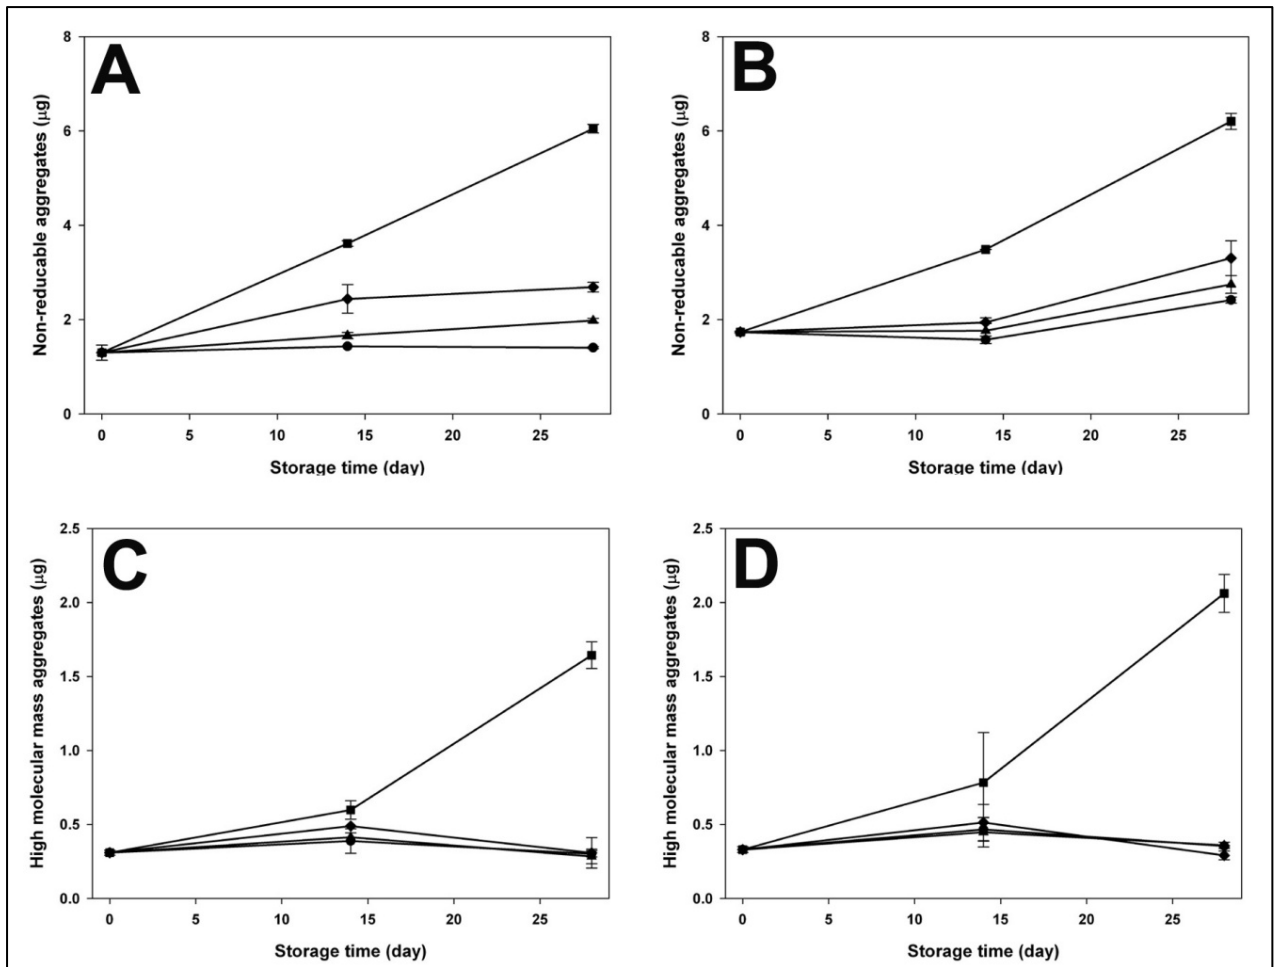 A
Non-reducable aggregates (μg)
8
6
4
2
0
0 5 10 15 20 25
Storage time (day)
B
Non-reducable aggregates (μg)
8
6
4
2
0
0 5 10 15 20 25
Storage time (day)
C
High molecular mass aggregates (μg)
2.5
2.0
1.5
1.0
0.5
0.0
0 5 10 15 20 25
Storage time (day)
D
High molecular mass aggregates (μg)
2.5
2.0
1.5
1.0
0.5
0.0
0 5 10 15 20 25
Storage time (day)